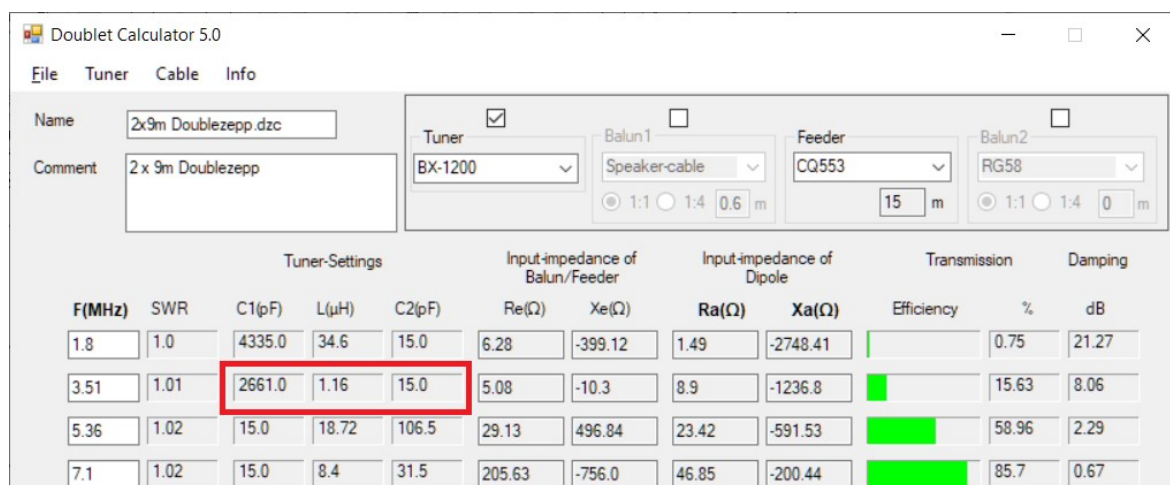 Doublet Calculator 5.0
File Tuner Cable Info
Name 2x9m Doublezepp.dzc
Comment 2 x 9m Doublezepp
Tuner Balun1 Feeder Balun2
BX-1200 Speaker-cable CQ553 RG58
1:1 1:4 0.6 m 15 m 1:1 1:4 0 m
Tuner-Settings Input-impedance of Balun/Feeder Input-impedance of Dipole Transmission Damping
F(MHz) SWR C1(pF) L(µH) C2(pF) Re(Ω) Xe(Ω) Ra(Ω) Xa(Ω) Efficiency % dB
1.8 1.0 4335.0 34.6 15.0 6.28 -399.12 1.49 -2748.41 0.75 21.27
3.51 1.01 2661.0 1.16 15.0 5.08 -10.3 8.9 -1236.8 15.63 8.06
5.36 1.02 15.0 18.72 106.5 29.13 496.84 23.42 -591.53 58.96 2.29
7.1 1.02 15.0 8.4 31.5 205.63 -756.0 46.85 -200.44 85.7 0.67